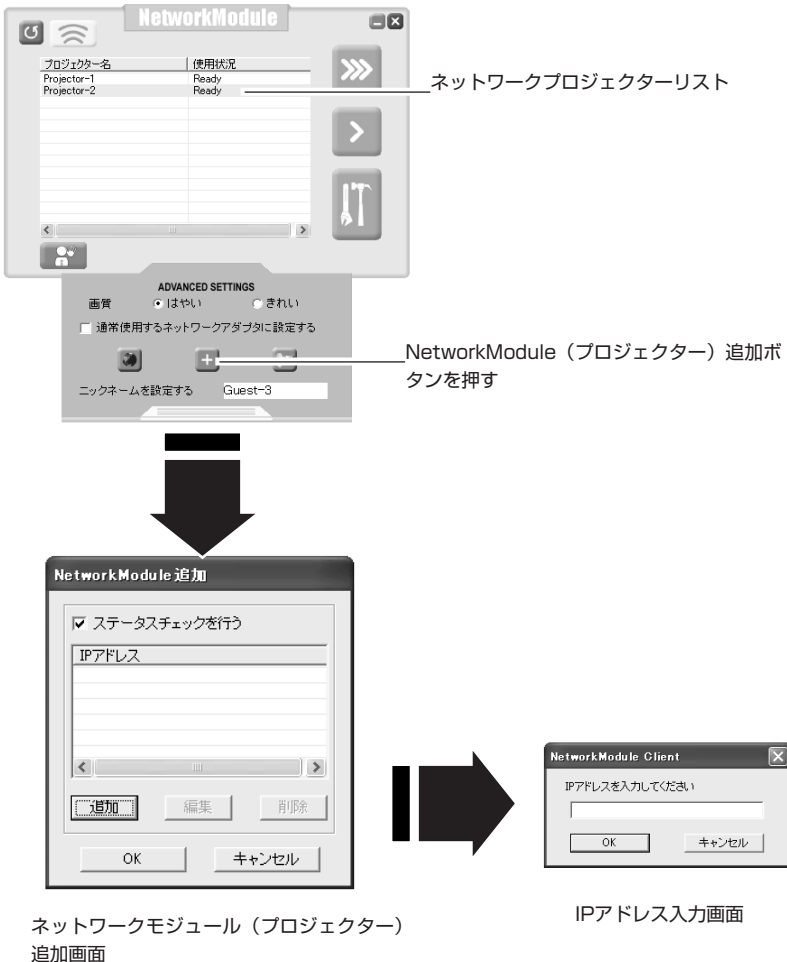 NetworkModule
プロジェクター名 使用状況
Projector-1 Ready
Projector-2 Ready
ネットワークプロジェクターリスト
ADVANCED SETTINGS
画質 はやい きれい
通常使用するネットワークアダプタに設定する
NetworkModule（プロジェクター）追加ボ
タンを押す
ニックネームを設定する Guest-3
NetworkModule追加
ステータスチェックを行う
IPアドレス
追加 編集 削除
OK キャンセル
ネットワークモジュール（プロジェクター）
追加画面
NetworkModule Client
IPアドレスを入力してください
OK キャンセル
IPアドレス入力画面